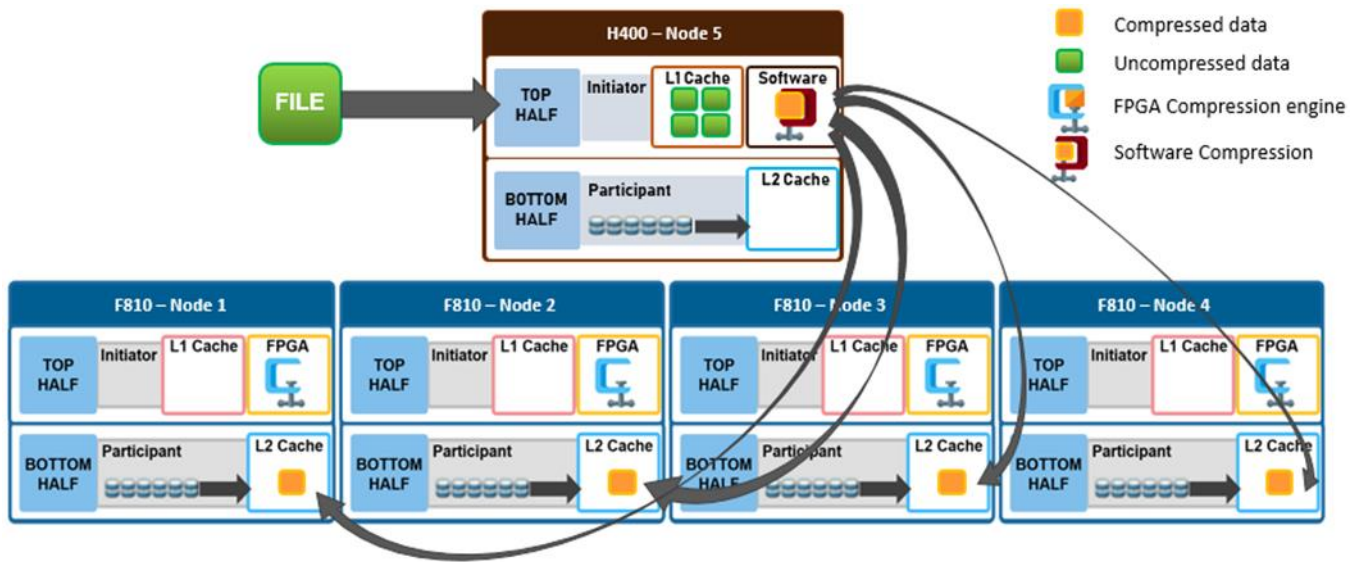 H400 – Node 5
FILE
TOP
HALF
Initiator
L1 Cache
Software
BOTTOM
HALF
Participant
L2 Cache
Compressed data
Uncompressed data
FPGA Compression engine
Software Compression
F810 – Node 1
TOP
HALF
Initiator
L1 Cache
FPGA
BOTTOM
HALF
Participant
L2 Cache
F810 – Node 2
TOP
HALF
Initiator
L1 Cache
FPGA
BOTTOM
HALF
Participant
L2 Cache
F810 – Node 3
TOP
HALF
Initiator
L1 Cache
FPGA
BOTTOM
HALF
Participant
L2 Cache
F810 – Node 4
TOP
HALF
Initiator
L1 Cache
FPGA
BOTTOM
HALF
Participant
L2 Cache